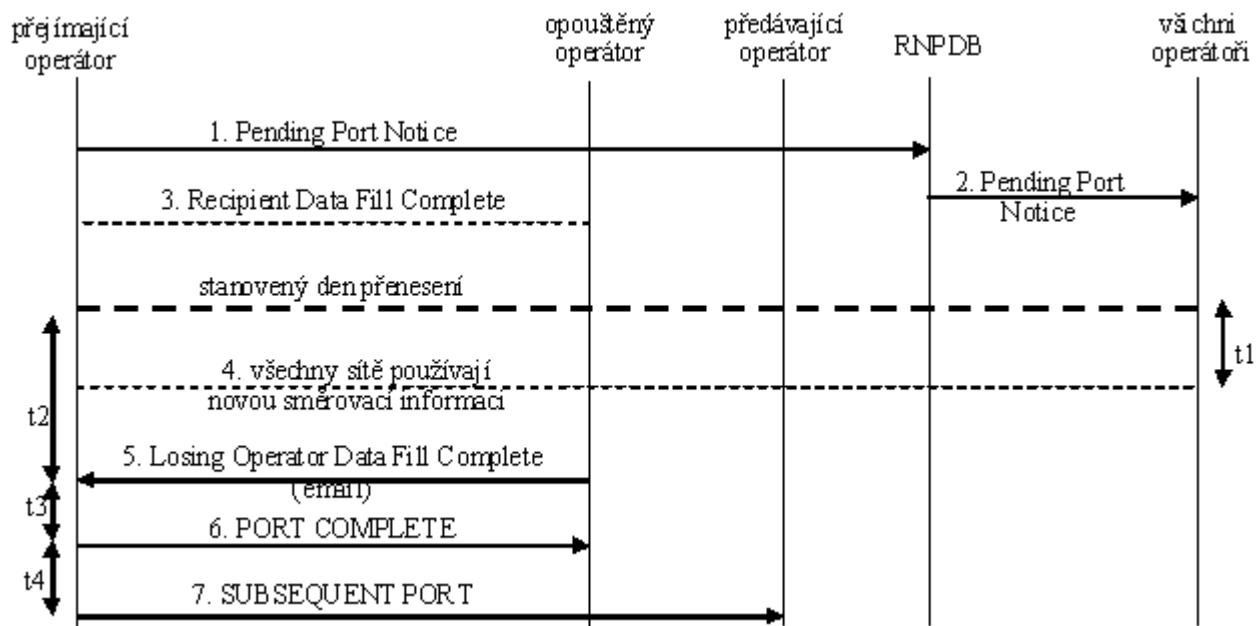 přejímající
operátor
opouštěný
operátor
předávající
operátor
RNPDB
všichni
operátoři
1. Pending Port Notice
2. Pending Port
Notice
3. Recipient Data Fill Complete
stanovený den přenesení
t1
4. všechny sítě používají
novou směrovací informaci
t2
5. Losing Operator Data Fill Complete
(email)
t3
6. PORT COMPLETE
t4
7. SUBSEQUENT PORT